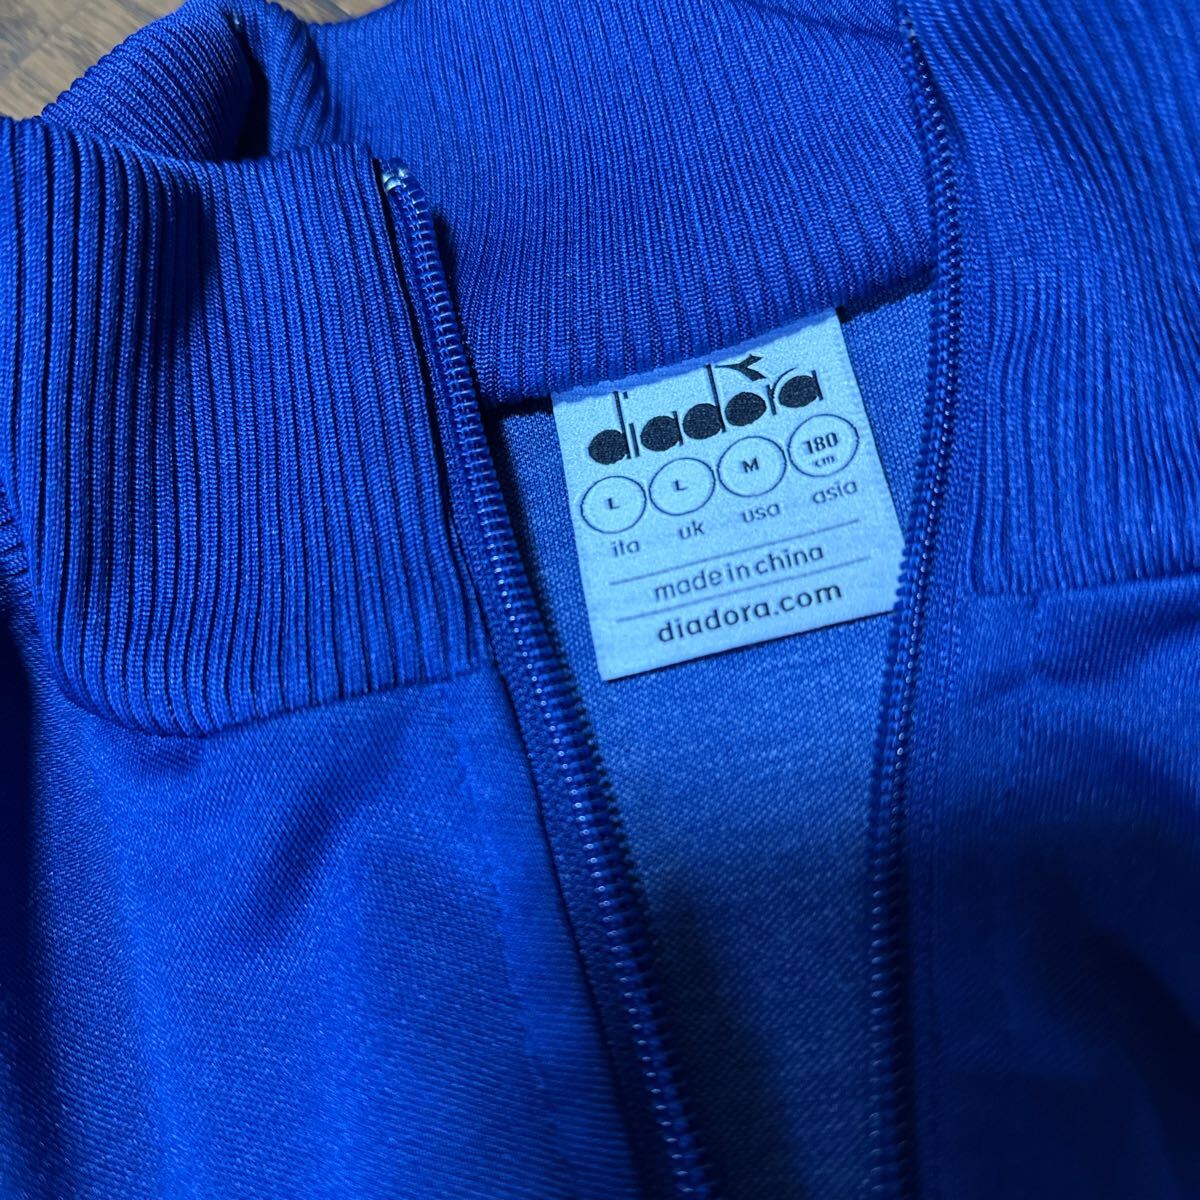 diadora
L L M 180 cm
ita uk usa asia
made in china
diadora.com